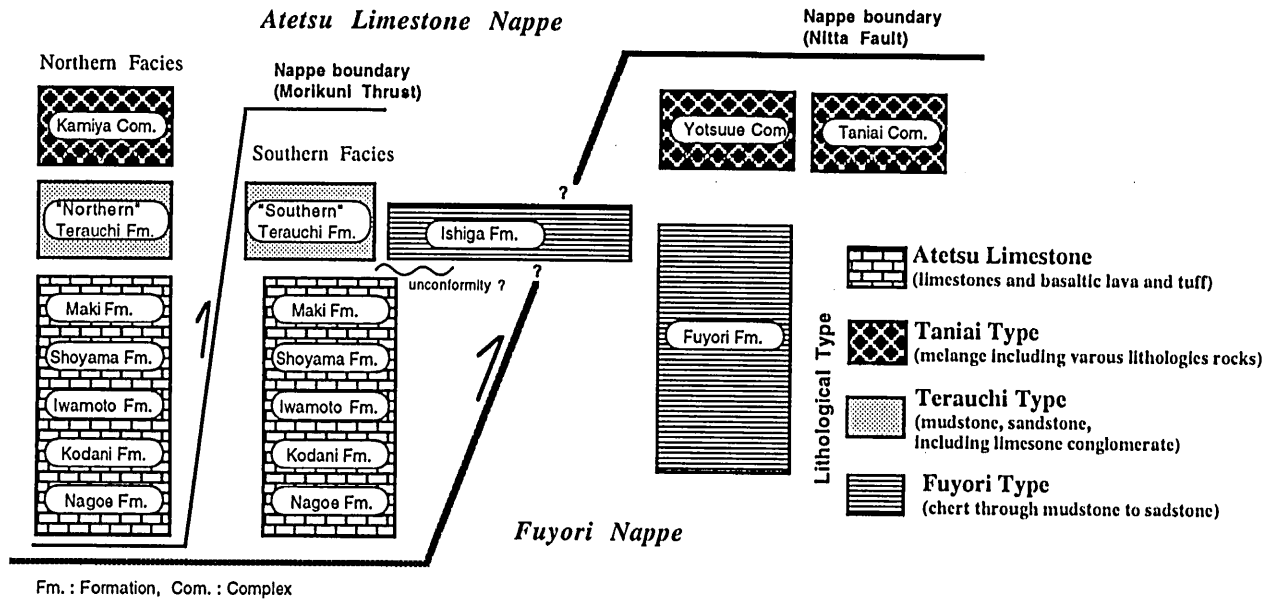 Atetsu Limestone Nappe
Nappe boundary
(Nitta Fault)
Northern Facies
Nappe boundary
(Morikuni Thrust)
Kamiya Com.
Yotsuue Com
Taniai Com.
Southern Facies
?
"Northern"
Terauchi Fm.
"Southern"
Terauchi Fm.
Ishiga Fm.
?
unconformity ?
Maki Fm.
Shoyama Fm.
Iwamoto Fm.
Kodani Fm.
Nagoe Fm.
Maki Fm.
Shoyama Fm.
Iwamoto Fm.
Kodani Fm.
Nagoe Fm.
Fuyori Fm.
Lithological Type
Atetsu Limestone
(limestones and basaltic lava and tuff)
Taniai Type
(melange including varous lithologies rocks)
Terauchi Type
(mudstone, sandstone,
including limesone conglomerate)
Fuyori Type
(chert through mudstone to sadstone)
Fuyori Nappe
Fm. : Formation, Com. : Complex